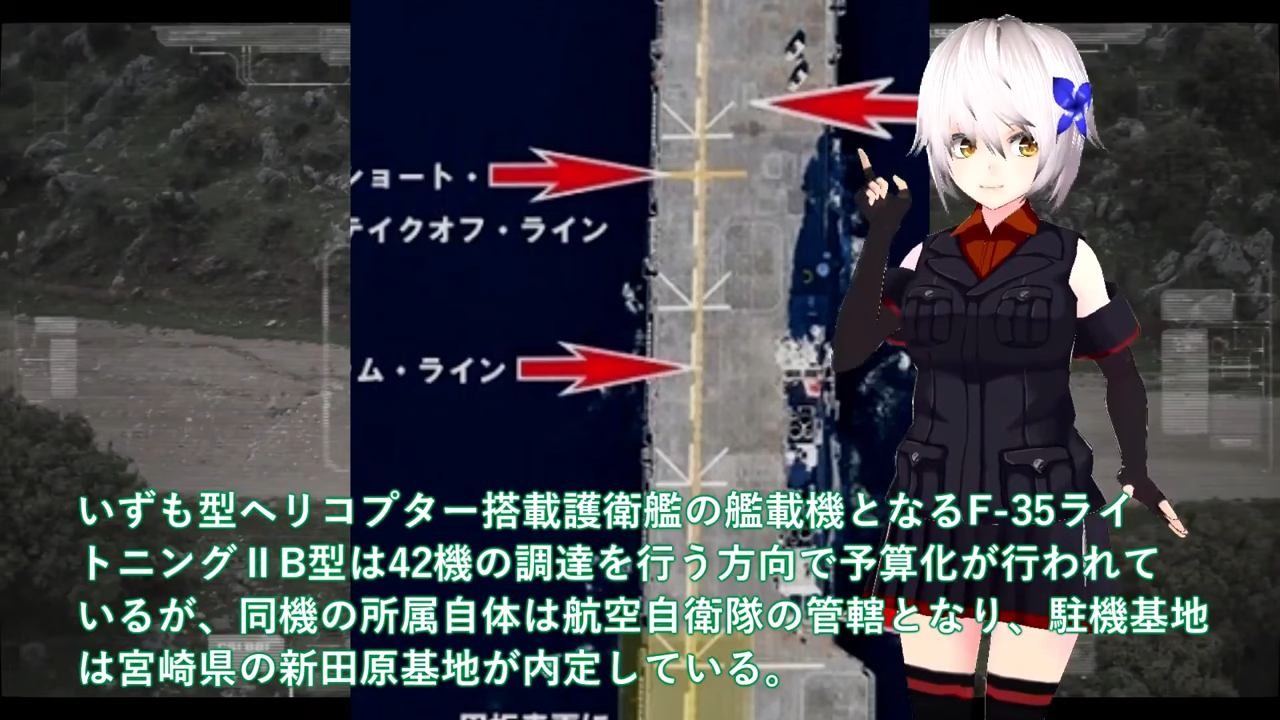 ショート・
テイクオフ・ライン
ム・ライン
いずも型ヘリコプター搭載護衛艦の艦載機となるF-35ライ
トニングⅡB型は42機の調達を行う方向で予算化が行われて
いるが、同機の所属自体は航空自衛隊の管轄となり、駐機基地
は宮崎県の新田原基地が内定している。